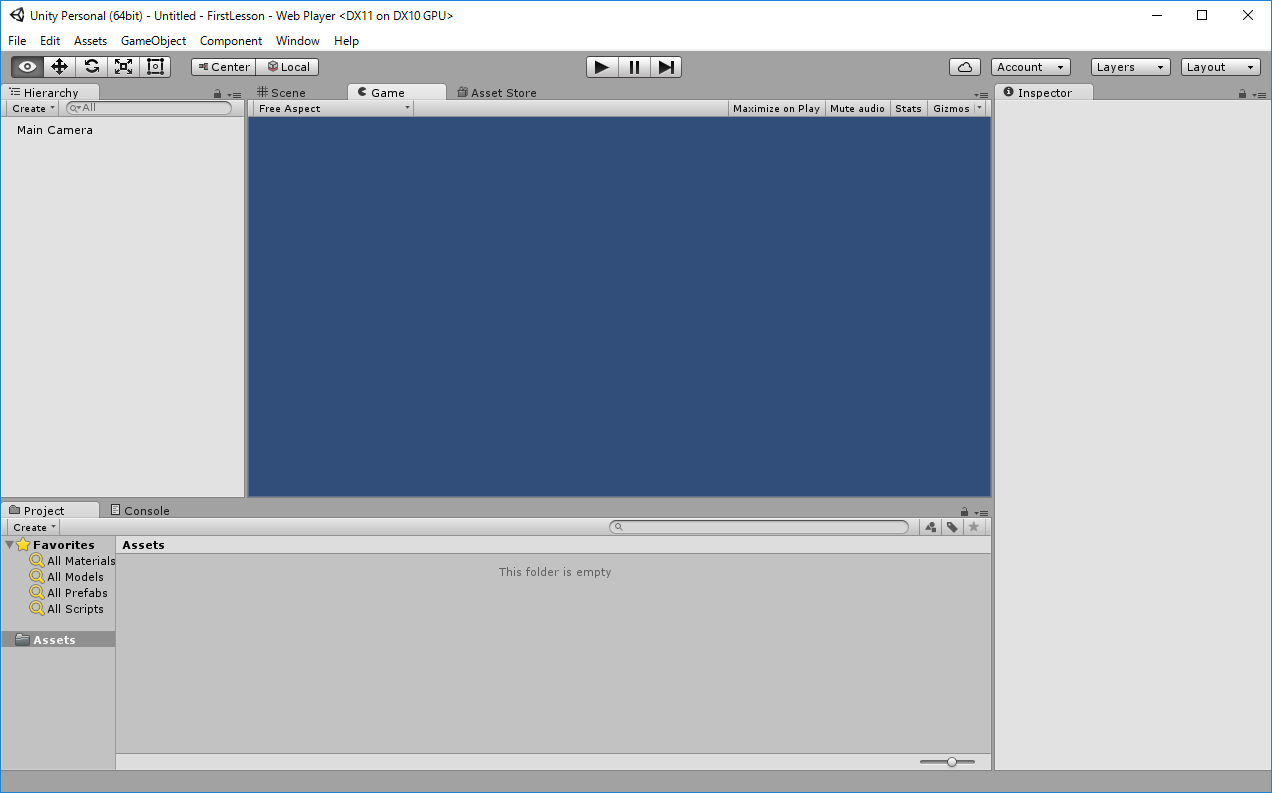 Unity Personal (64bit) - Untitled - FirstLesson - Web Player <DX11 on DX10 GPU>
File Edit Assets GameObject Component Window Help
Center Local Account Layers Layout
Hierarchy Scene Game Asset Store Inspector
Create All Free Aspect Maximize on Play Mute audio Stats Gizmos
Main Camera
Project Console
Create
Favorites Assets
All Materials This folder is empty
All Models
All Prefabs
All Scripts
Assets